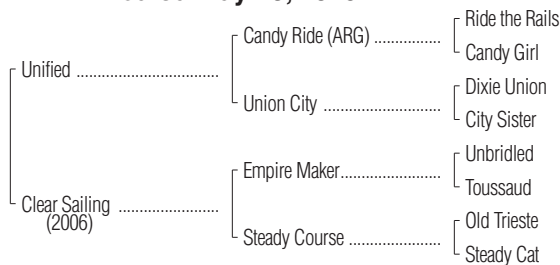 Ride the Rails
Candy Ride (ARG) ................
Candy Girl
Unified ............................
Dixie Union
Union City ......................
City Sister
Unbridled
Empire Maker....................
Toussaud
Clear Sailing ....................
(2006)
Old Trieste
Steady Course ..................
Steady Cat